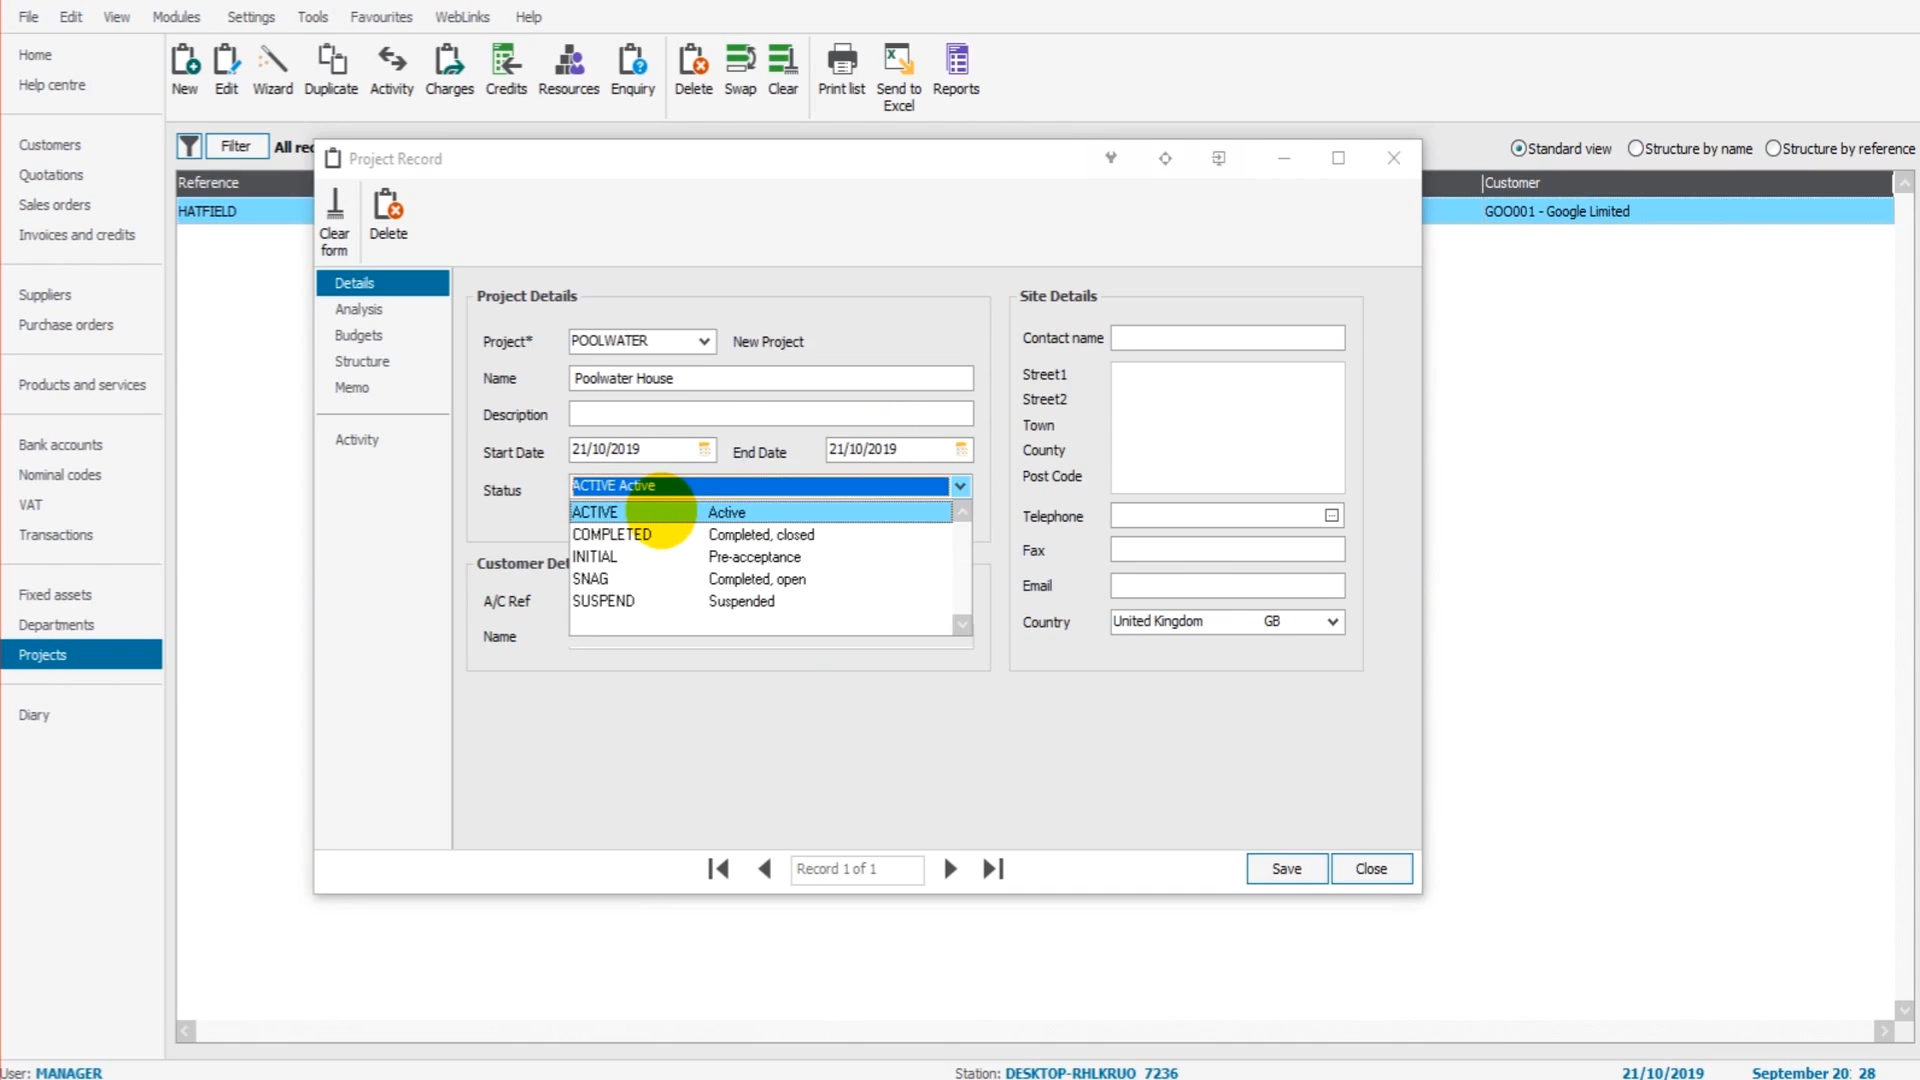 File Edit View Modules Settings Tools Favourites WebLinks Help
Home
Help centre
Customers
Quotations
Sales orders
Invoices and credits
Suppliers
Purchase orders
Products and services
Bank accounts
Nominal codes
VAT
Transactions
Fixed assets
Departments
Projects
Diary
New Edit Wizard Duplicate Activity Charges Credits Resources Enquiry Delete Swap Clear Print list Send to Excel Reports
Filter All rec
Standard view Structure by name Structure by reference
Reference Customer
HATFIELD GOO001 - Google Limited
Project Record
Clear form Delete
Details
Analysis
Budgets
Structure
Memo
Activity
Project Details
Project* POOLWATER New Project
Name Poolwater House
Description
Start Date 21/10/2019 End Date 21/10/2019
Status ACTIVE Active
ACTIVE Active
COMPLETED Completed, closed
INITIAL Pre-acceptance
SNAG Completed, open
SUSPEND Suspended
Customer Det
A/C Ref
Name
Site Details
Contact name
Street1
Street2
Town
County
Post Code
Telephone
Fax
Email
Country United Kingdom GB
Record 1 of 1
Save Close
User: MANAGER Station: DESKTOP-RHLKRUO 7236 21/10/2019 September 20 28